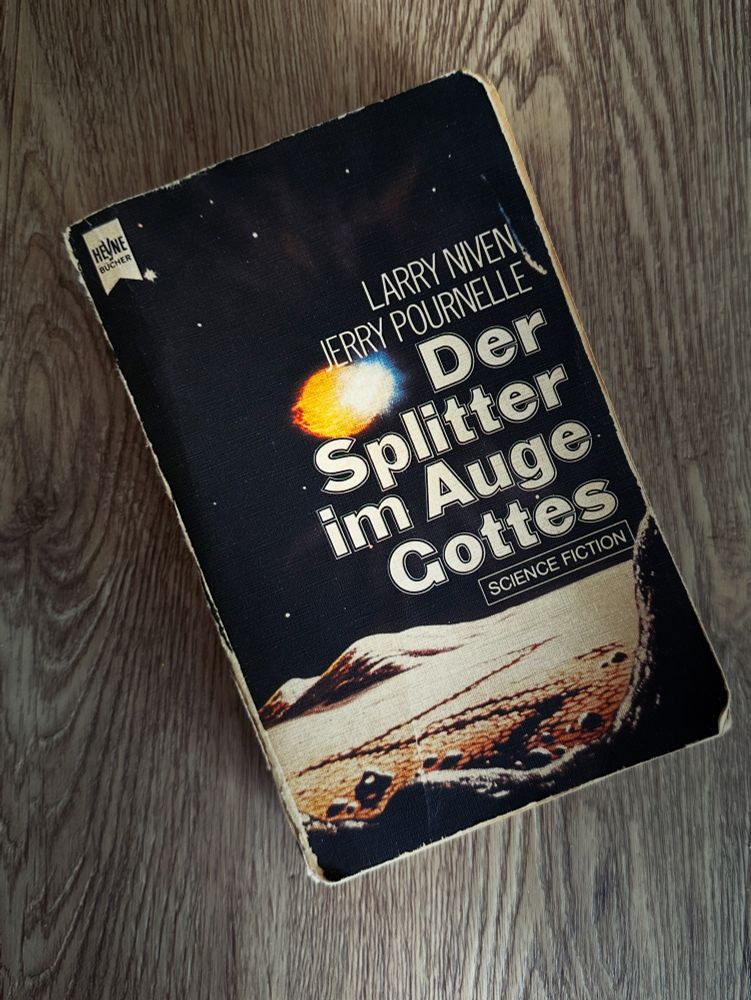 HEYNE
BÜCHER
LARRY NIVEN
JERRY POURNELLE
Der
Splitter
im Auge
Gottes
SCIENCE FICTION